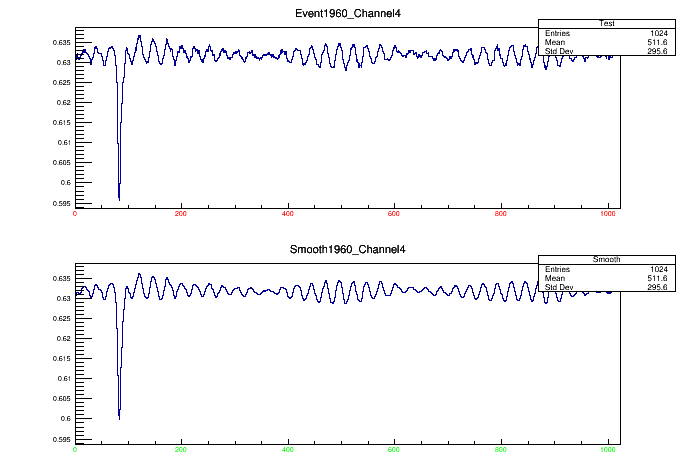 Event1960_Channel4
Test
Entries 1024
Mean 511.6
Std Dev 295.6
0.635
0.63
0.625
0.62
0.615
0.61
0.605
0.6
0.595
0 200 400 600 800 1000
Smooth1960_Channel4
Smooth
Entries 1024
Mean 511.6
Std Dev 295.6
0.635
0.63
0.625
0.62
0.615
0.61
0.605
0.6
0.595
0 200 400 600 800 1000